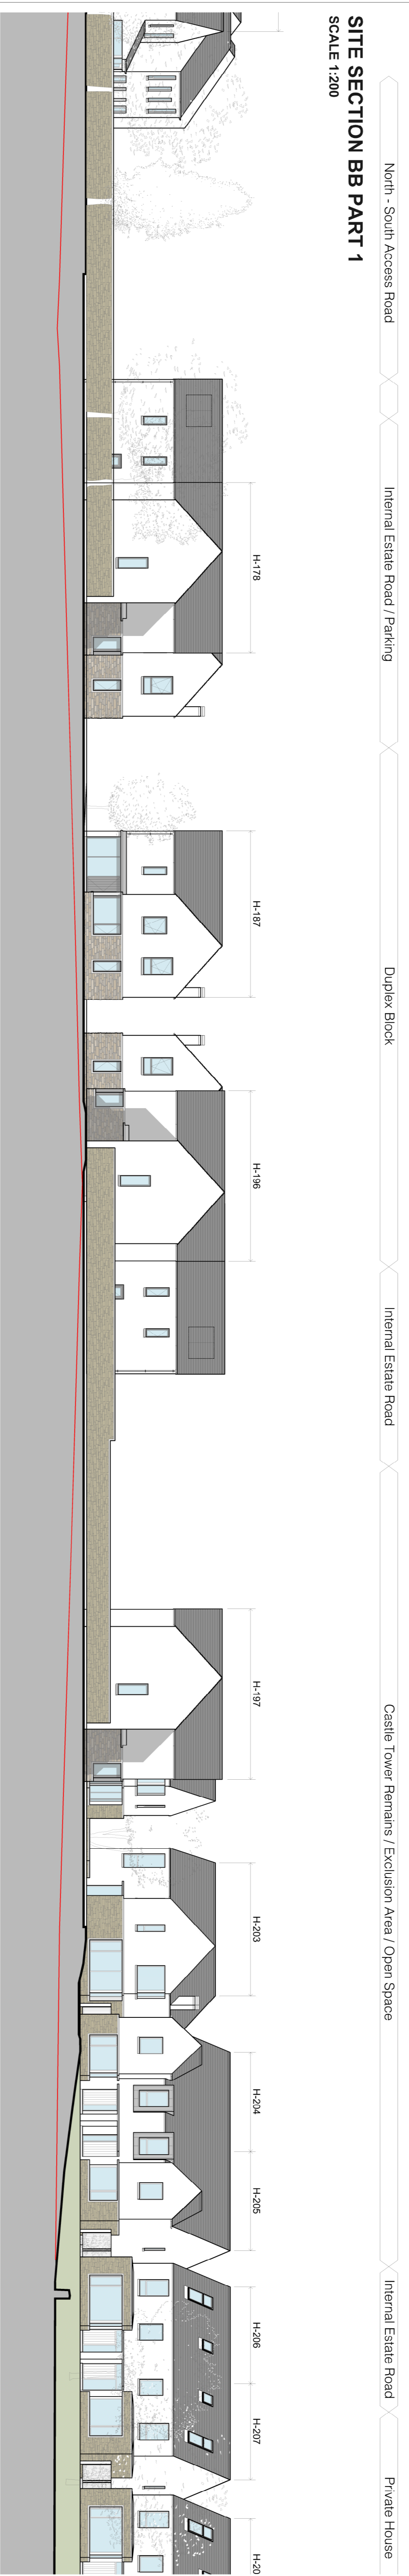 North - South Access Road
Internal Estate Road / Parking
Duplex Block
Internal Estate Road
Castle Tower Remains / Exclusion Area / Open Space
Internal Estate Road
Private House
SITE SECTION BB PART 1
SCALE 1:200
H-178
H-187
H-196
H-197
H-203
H-204
H-205
H-206
H-207
H-20